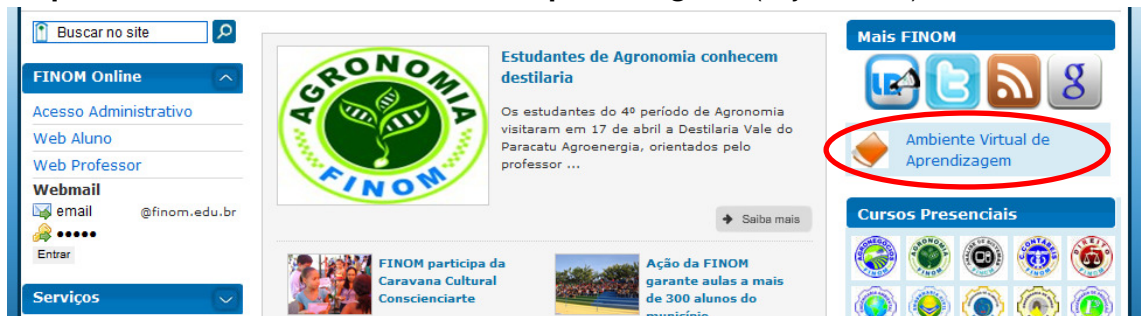 Buscar no site
FINOM Online
Acesso Administrativo
Web Aluno
Web Professor
Webmail
email @finom.edu.br
•••••
Entrar
Serviços
AGRONOMIA
FINOM
Estudantes de Agronomia conhecem
destilaria
Os estudantes do 4º período de Agronomia
visitaram em 17 de abril a Destilaria Vale do
Paracatu Agroenergia, orientados pelo
professor ...
Saiba mais
FINOM participa da
Caravana Cultural
Conscienciarte
Ação da FINOM
garante aulas a mais
de 300 alunos do
município
Mais FINOM
Ambiente Virtual de
Aprendizagem
Cursos Presenciais